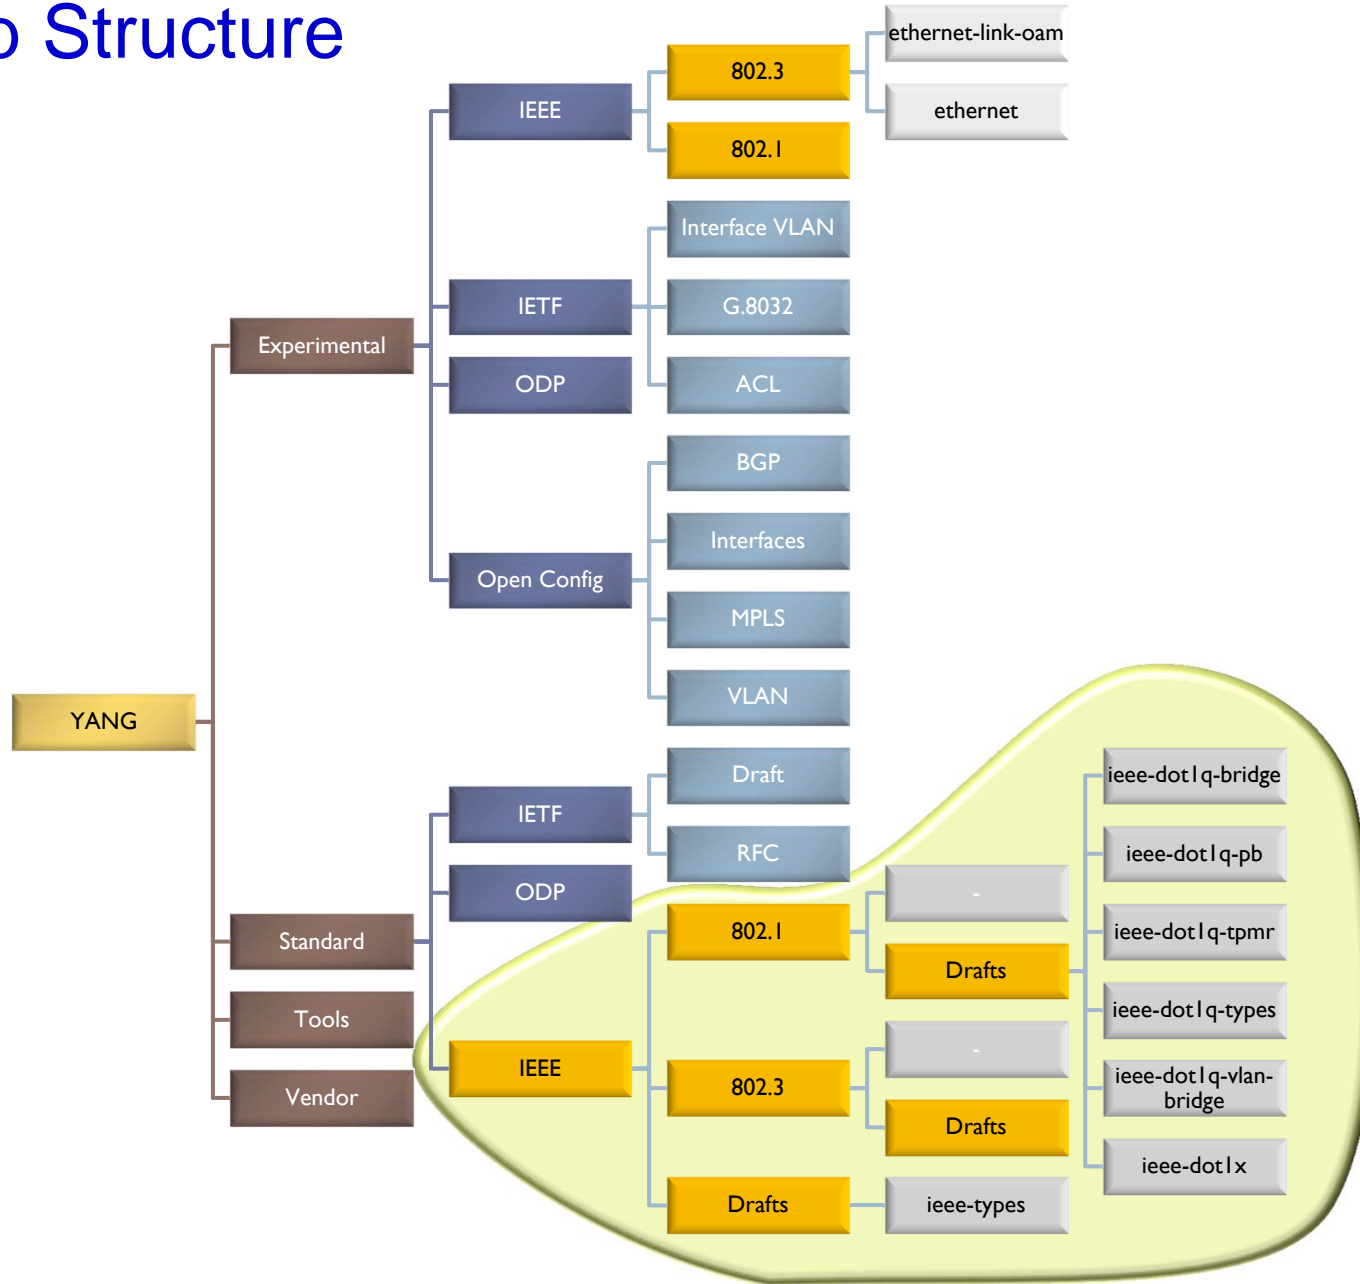 o Structure
ethernet-link-oam
802.3
IEEE
ethernet
802.1
Interface VLAN
IETF
G.8032
Experimental
ODP
ACL
BGP
Interfaces
Open Config
MPLS
VLAN
YANG
Draft
ieee-dot1q-bridge
IETF
RFC
ieee-dot1q-pb
ODP
-
802.1
ieee-dot1q-tpmr
Standard
Drafts
Tools
ieee-dot1q-types
-
IEEE
802.3
ieee-dot1q-vlan-
bridge
Vendor
Drafts
ieee-dot1x
Drafts
ieee-types